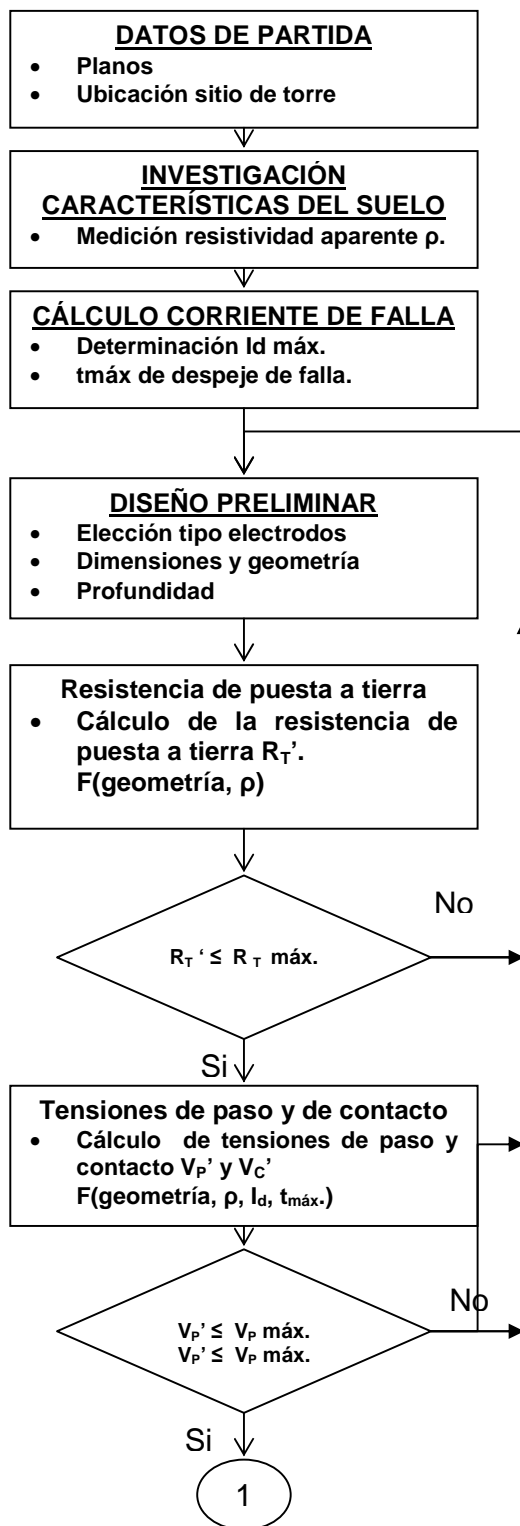 DATOS DE PARTIDA
• Planos
• Ubicación sitio de torre
INVESTIGACIÓN
CARACTERÍSTICAS DEL SUELO
• Medición resistividad aparente ρ.
CÁLCULO CORRIENTE DE FALLA
• Determinación Id máx.
• tmáx de despeje de falla.
DISEÑO PRELIMINAR
• Elección tipo electrodos
• Dimensiones y geometría
• Profundidad
Resistencia de puesta a tierra
• Cálculo de la resistencia de
puesta a tierra RT’.
F(geometría, ρ)
No
RT ‘ ≤ R T máx.
Si
Tensiones de paso y de contacto
• Cálculo de tensiones de paso y
contacto VP’ y VC’
F(geometría, ρ, Id, tmáx.)
No
VP’ ≤ VP máx.
VP’ ≤ VP máx.
Si
1